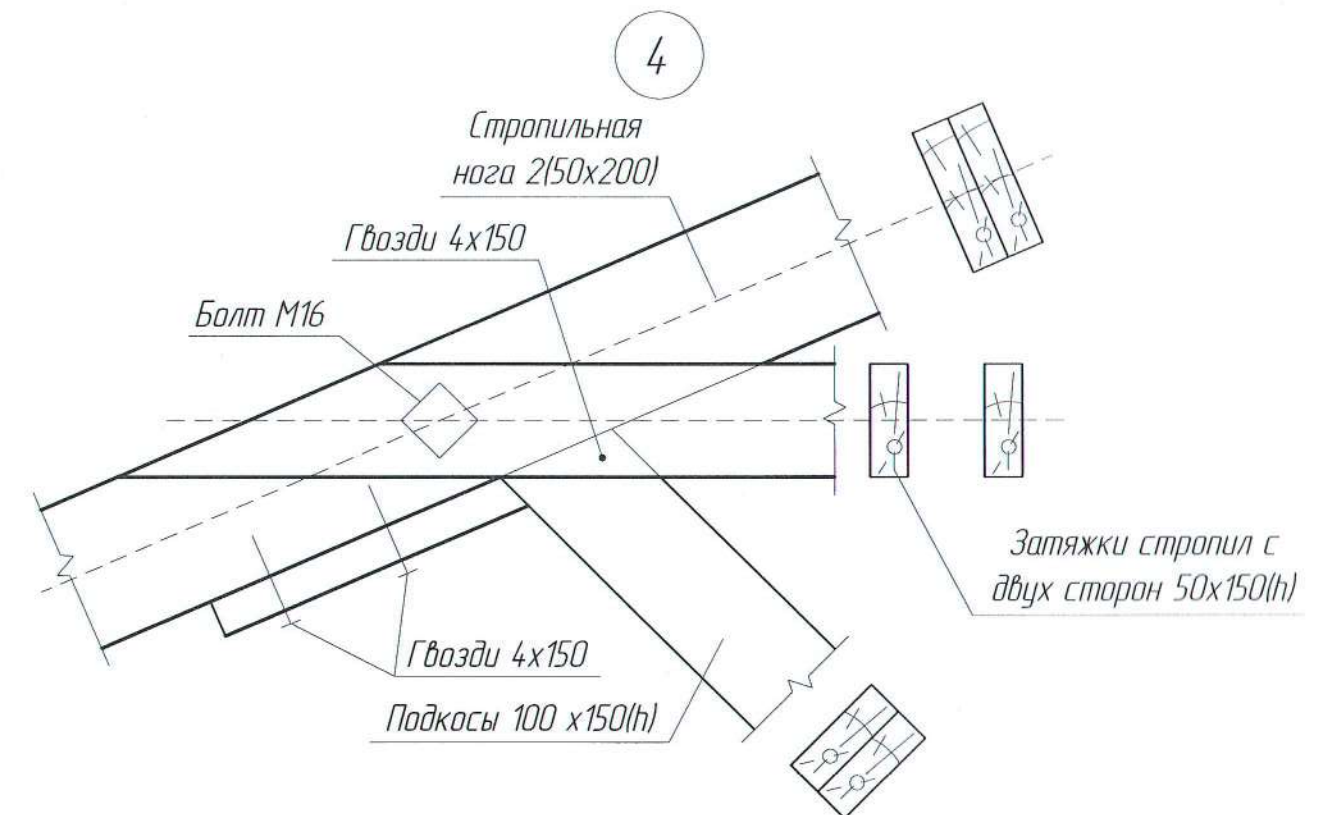 4
Стропильная
нога 2(50х200)
Гвозди 4х150
Болт М16
Затяжки стропил с
двух сторон 50х150(h)
Гвозди 4х150
Подкосы 100 х150(h)